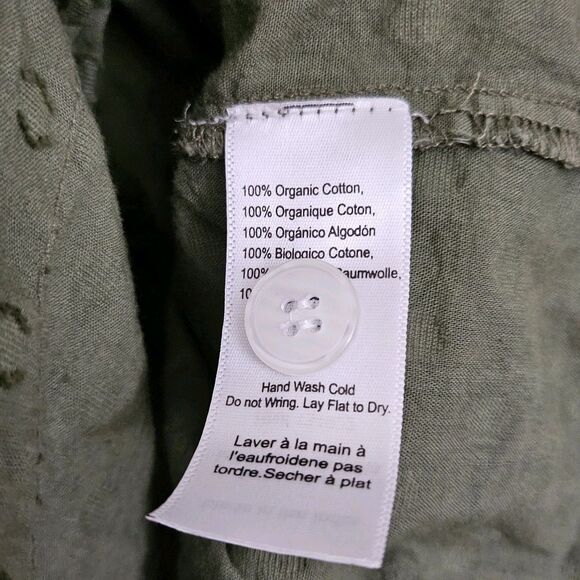 100% Organic Cotton,
100% Organique Coton,
100% Orgánico Algodón
100% Biologico Cotone,
Baumwolle,
Hand Wash Cold
Do not Wring. Lay Flat to Dry.
Laver à la main à
l'eaufroidene pas
tordre.Secher à plat